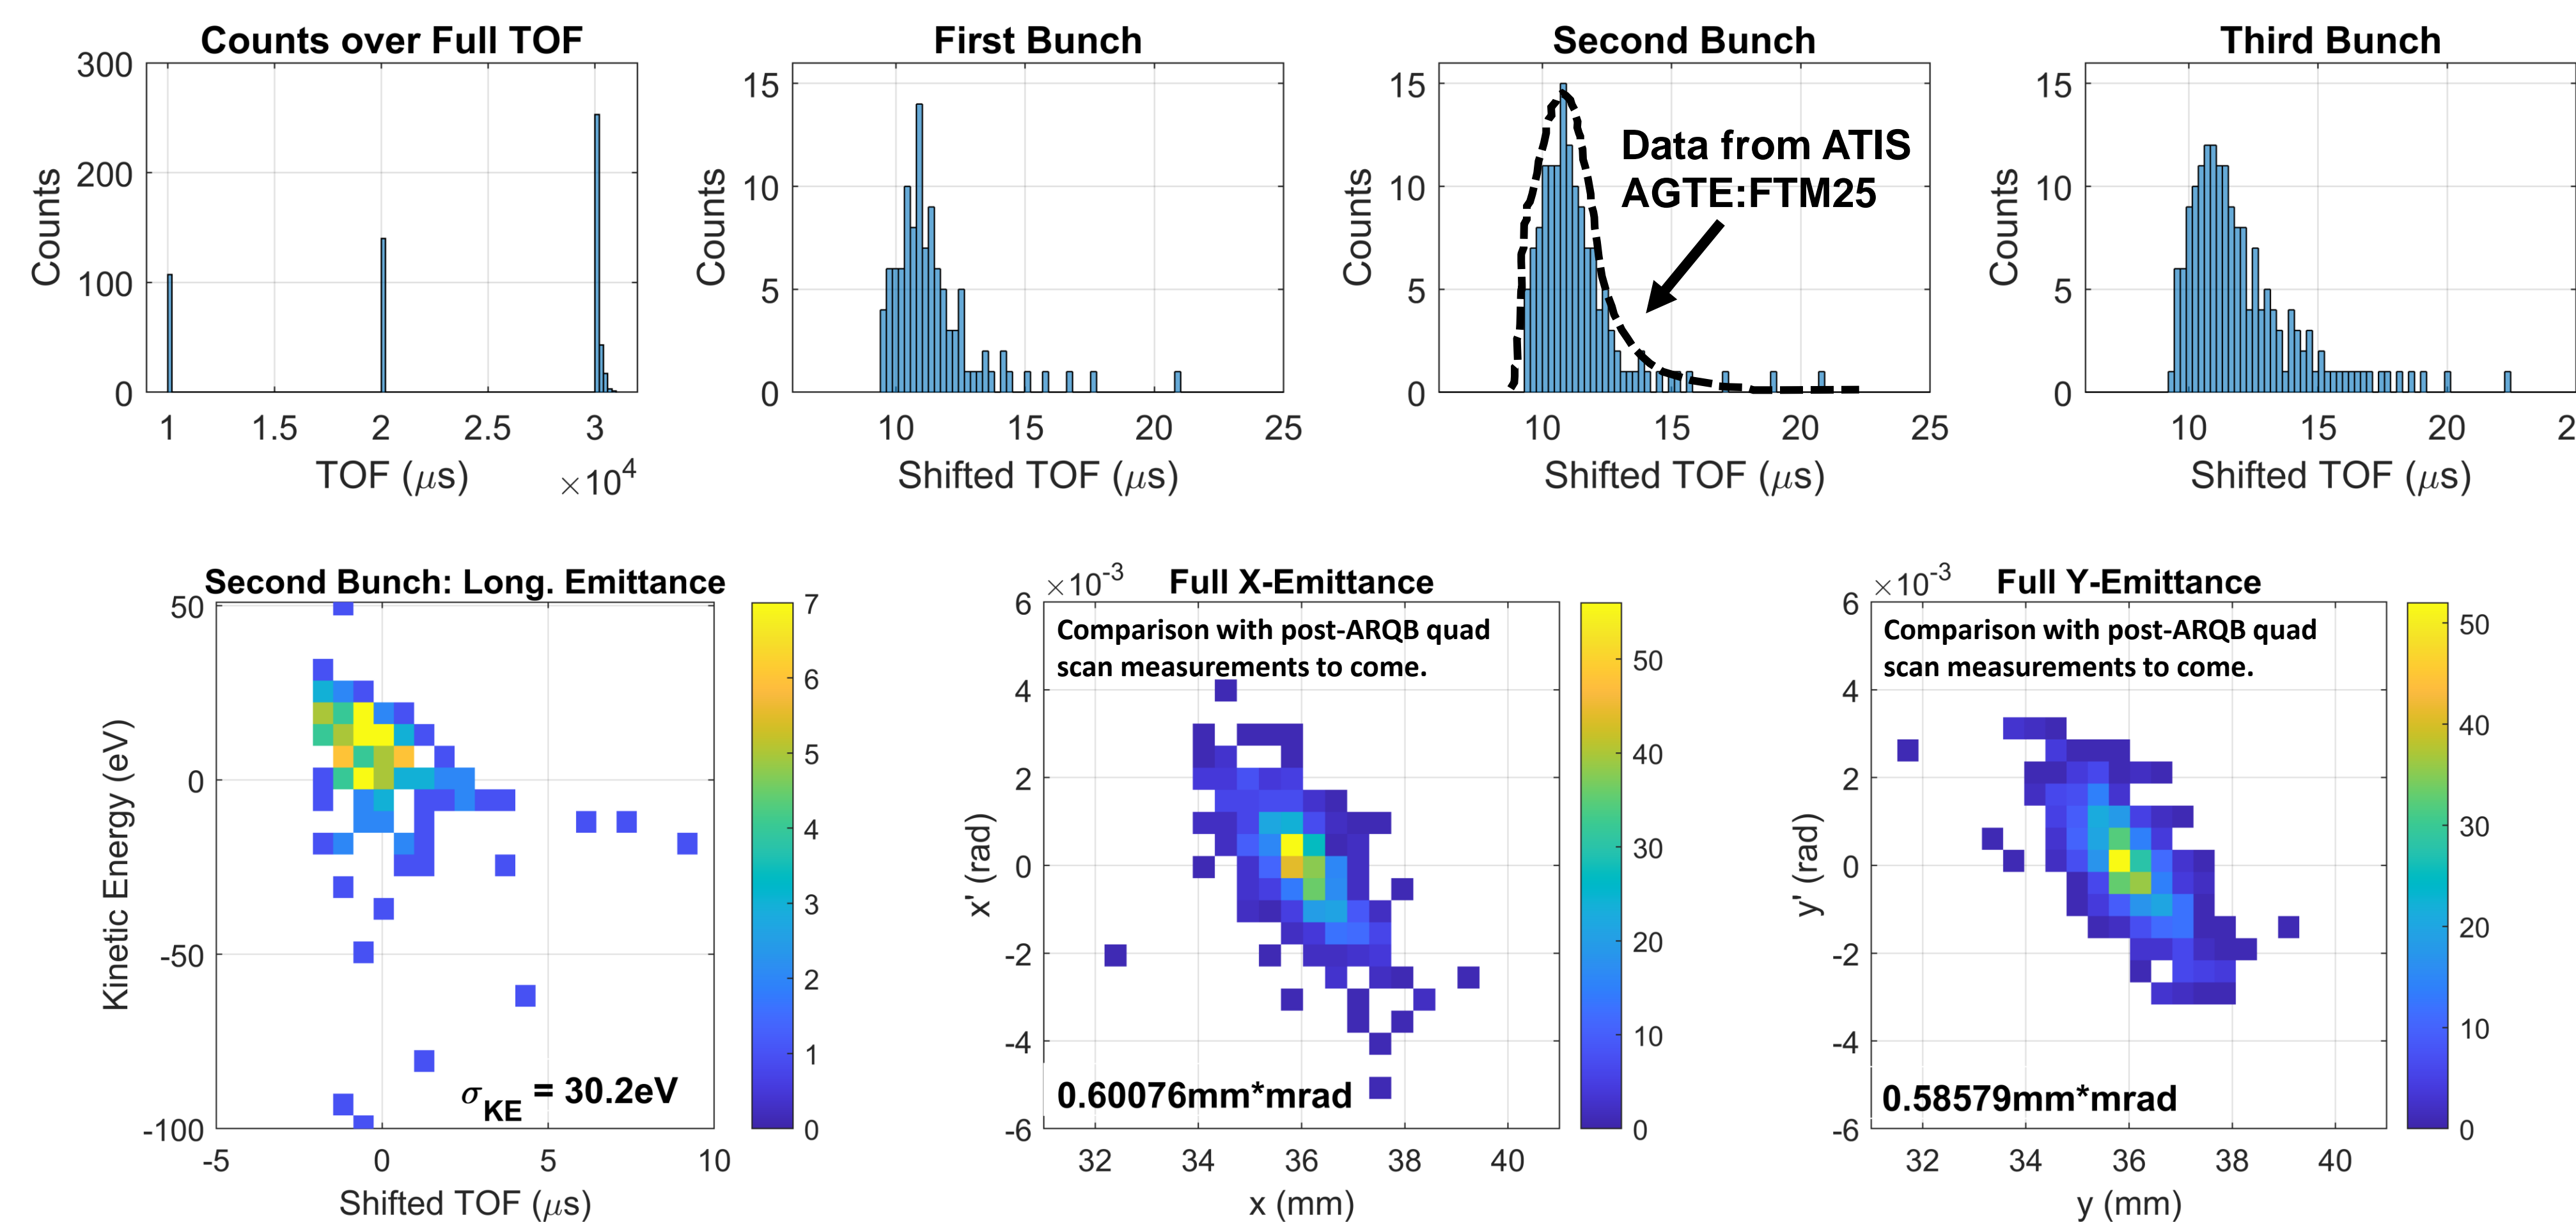 Counts over Full TOF
300
200
100
0
Counts
1
1.5
2
2.5
3
TOF (μs)
×10⁴
First Bunch
15
10
5
0
Counts
10
15
20
25
Shifted TOF (μs)
Second Bunch
15
10
5
0
Counts
Data from ATIS
AGTE:FTM25
10
15
20
25
Shifted TOF (μs)
Third Bunch
15
10
5
0
Counts
10
15
20
2
Shifted TOF (μs)
Second Bunch: Long. Emittance
50
0
-50
-100
Kinetic Energy (eV)
σKE = 30.2eV
-5
0
5
10
Shifted TOF (μs)
7
6
5
4
3
2
1
0
×10⁻³
Full X-Emittance
Comparison with post-ARQB quad
scan measurements to come.
6
4
2
0
-2
-4
-6
x' (rad)
0.60076mm*mrad
32
34
36
38
40
x (mm)
50
40
30
20
10
0
×10⁻³
Full Y-Emittance
Comparison with post-ARQB quad
scan measurements to come.
6
4
2
0
-2
-4
-6
y' (rad)
0.58579mm*mrad
32
34
36
38
40
y (mm)
50
40
30
20
10
0